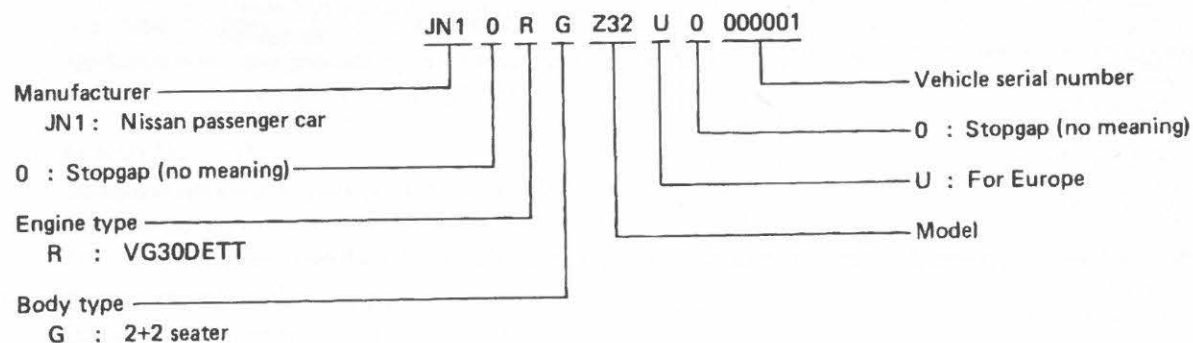 JN1 0 R G Z32 U 0 000001
Manufacturer
JN1 : Nissan passenger car
0 : Stopgap (no meaning)
Engine type
R : VG30DETT
Body type
G : 2+2 seater
Vehicle serial number
0 : Stopgap (no meaning)
U : For Europe
Model